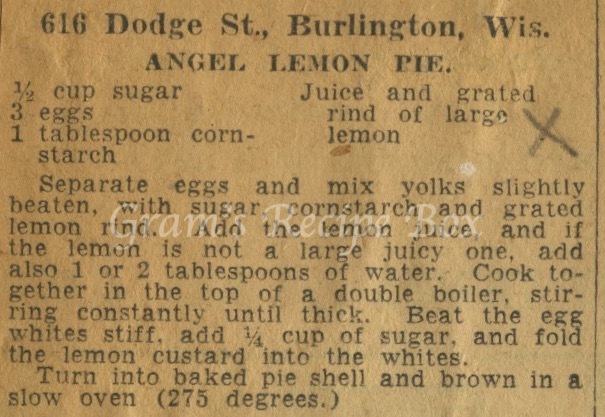 616 Dodge St., Burlington, Wis.
ANGEL LEMON PIE.
½ cup sugar
3 eggs
1 tablespoon corn-
starch
Juice and grated
rind of large
lemon
Separate eggs and mix yolks slightly
beaten, with sugar, cornstarch and grated
lemon rind. Add the lemon juice, and if
the lemon is not a large juicy one, add
also 1 or 2 tablespoons of water. Cook to-
gether in the top of a double boiler, stir-
ring constantly until thick. Beat the egg
whites stiff, add ¼ cup of sugar, and fold
the lemon custard into the whites.
Turn into baked pie shell and brown in a
slow oven (275 degrees.)
Gram's Recipe Box